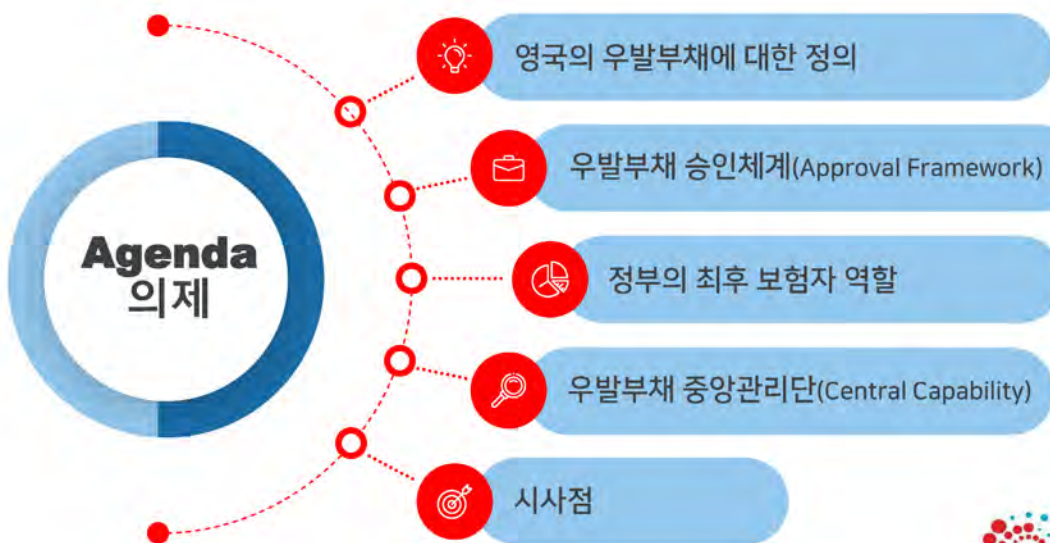 Agenda
의제
영국의 우발부채에 대한 정의
우발부채 승인체계(Approval Framework)
정부의 최후 보험자 역할
우발부채 중앙관리단(Central Capability)
시사점